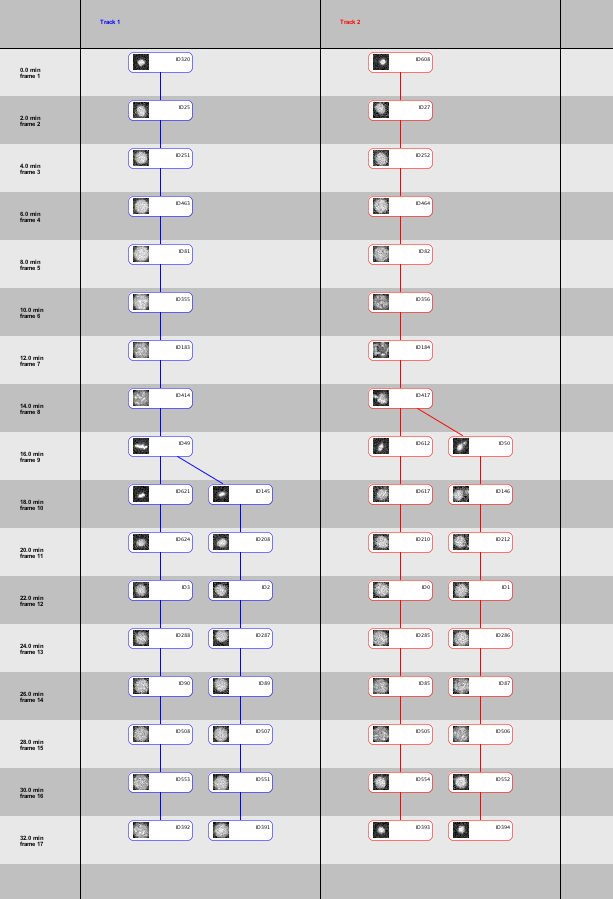 Track 1 Track 2
0.0 min ID320 ID608
frame 1
2.0 min ID25 ID27
frame 2
4.0 min ID251 ID252
frame 3
6.0 min ID463 ID464
frame 4
8.0 min ID81 ID82
frame 5
10.0 min ID355 ID356
frame 6
12.0 min ID183 ID184
frame 7
14.0 min ID414 ID417
frame 8
16.0 min ID49 ID612 ID50
frame 9
18.0 min ID621 ID145 ID617 ID146
frame 10
20.0 min ID624 ID208 ID210 ID212
frame 11
22.0 min ID3 ID2 ID0 ID1
frame 12
24.0 min ID288 ID287 ID285 ID286
frame 13
26.0 min ID90 ID89 ID85 ID87
frame 14
28.0 min ID508 ID507 ID505 ID506
frame 15
30.0 min ID553 ID551 ID554 ID552
frame 16
32.0 min ID392 ID391 ID393 ID394
frame 17